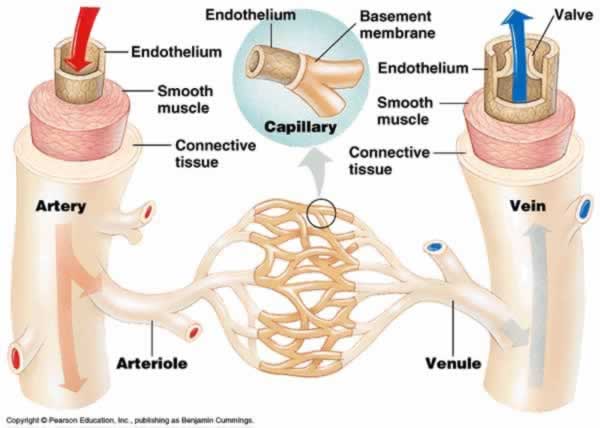 Endothelium
Smooth
muscle
Connective
tissue
Artery
Arteriole
Endothelium
Basement
membrane
Capillary
Valve
Endothelium
Smooth
muscle
Connective
tissue
Vein
Venule
Copyright © Pearson Education, Inc., publishing as Benjamin Cummings.